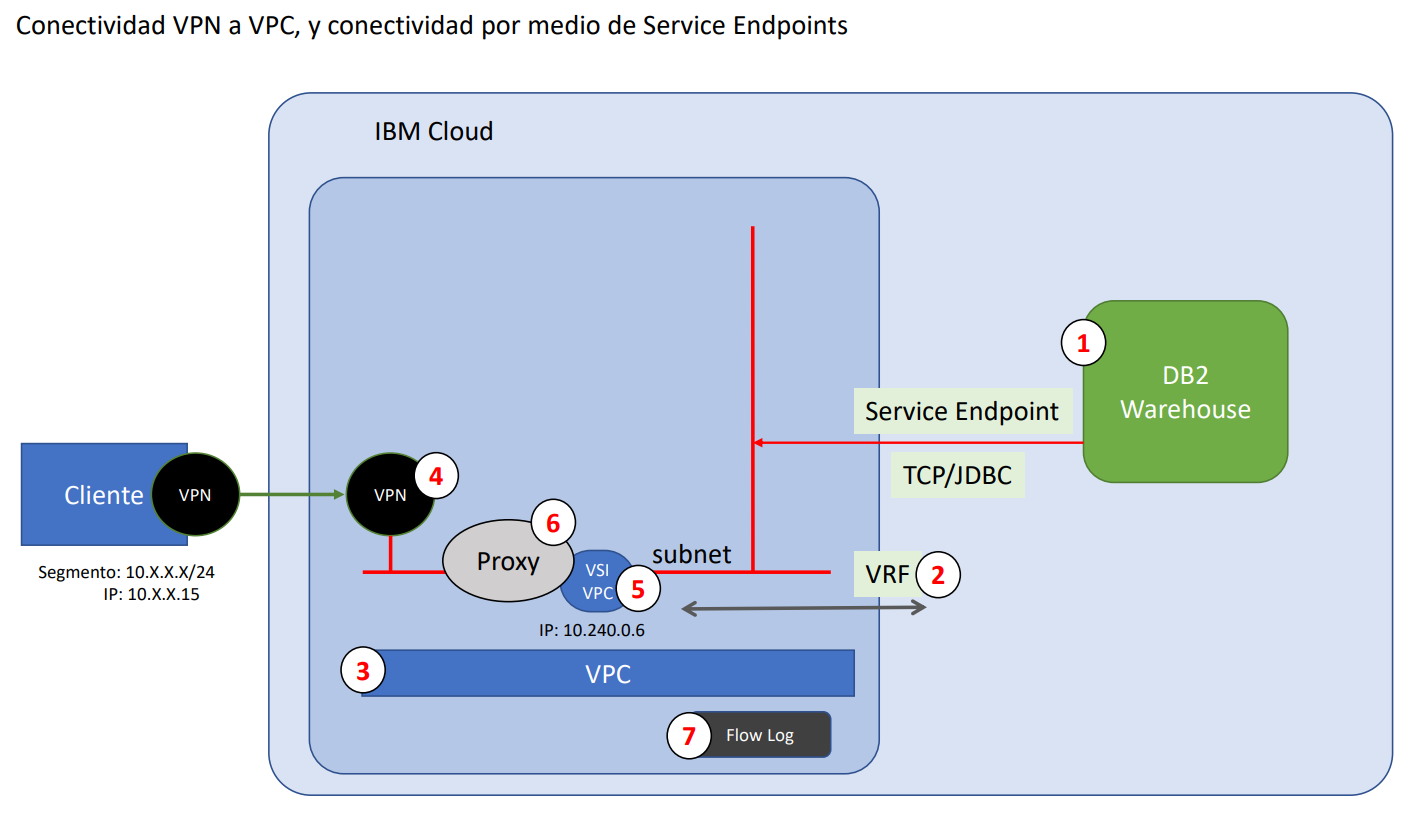 Conectividad VPN a VPC, y conectividad por medio de Service Endpoints
IBM Cloud
1
DB2
Warehouse
Service Endpoint
TCP/JDBC
Cliente
VPN
VPN
4
Segmento: 10.X.X.X/24
IP: 10.X.X.15
6
Proxy
VSI
VPC
5
subnet
VRF
2
IP: 10.240.0.6
3
VPC
7
Flow Log